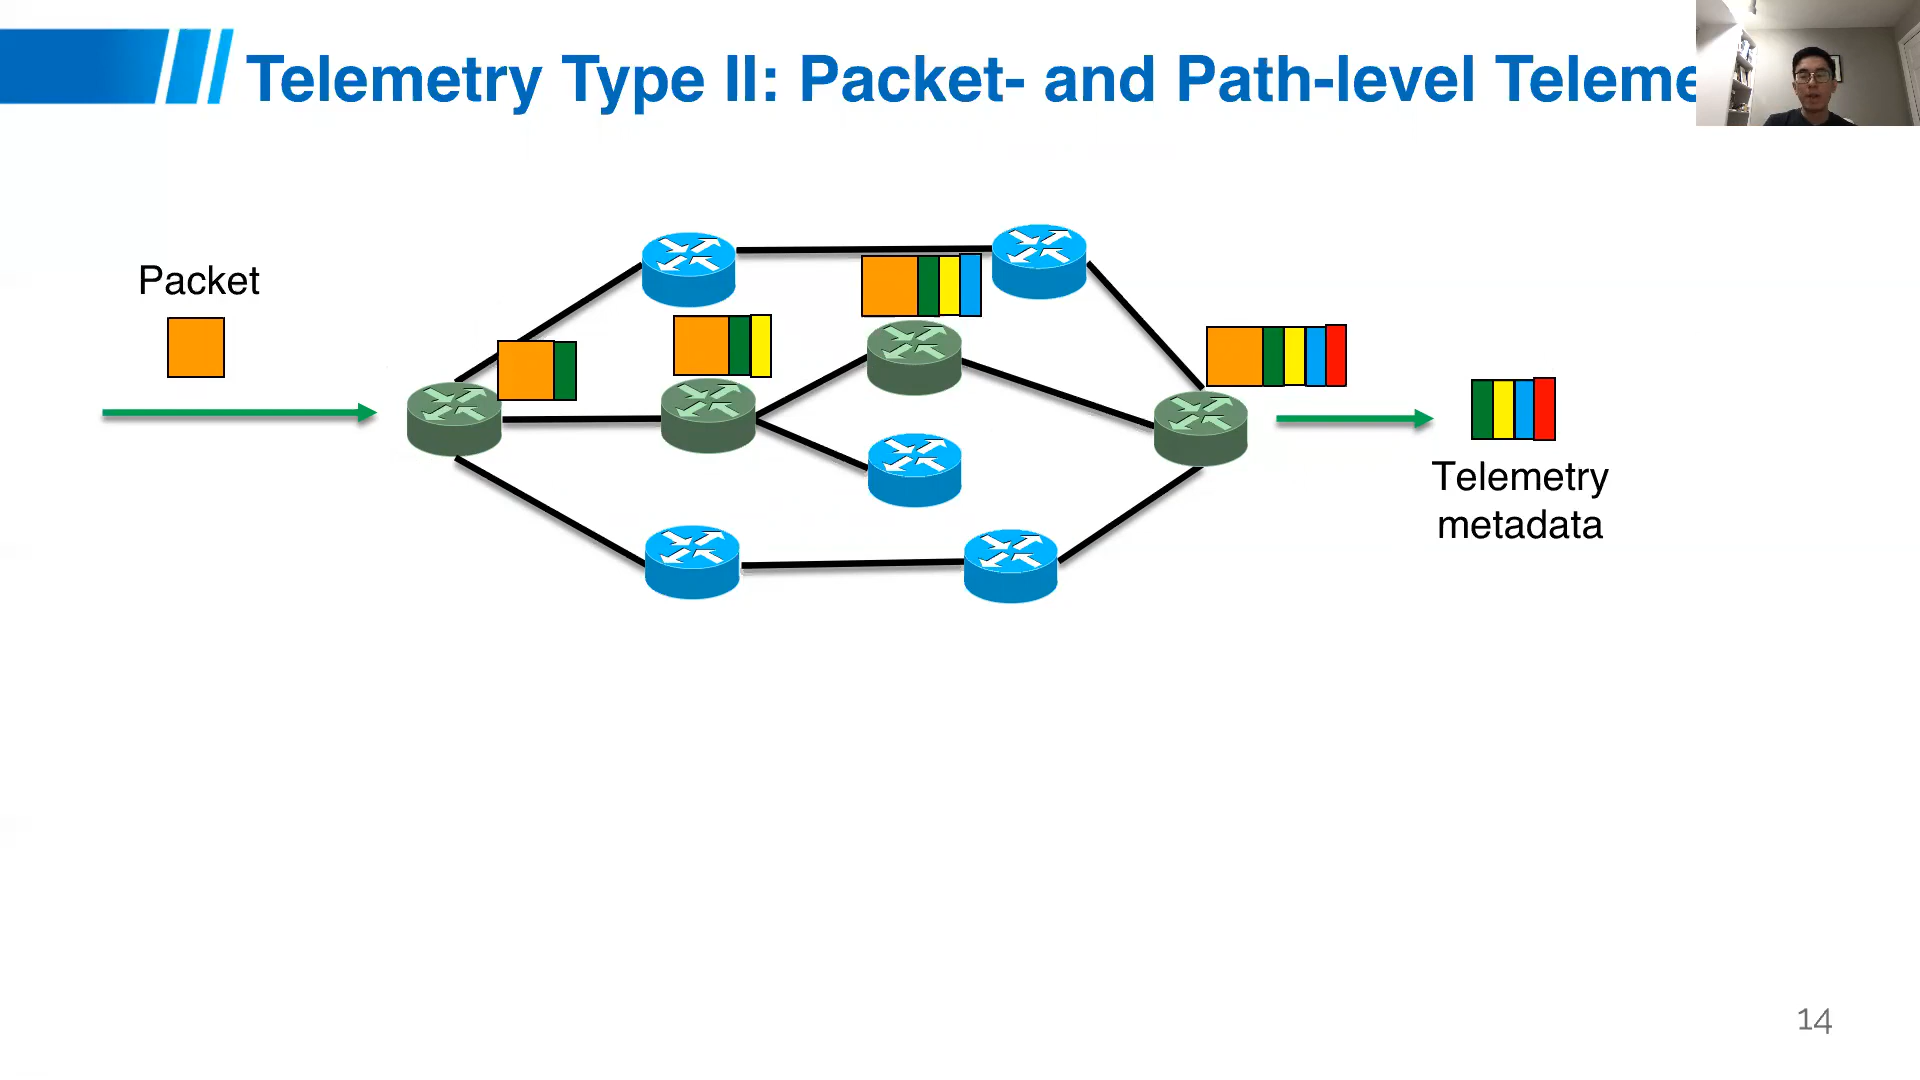 Telemetry Type II: Packet- and Path-level Teleme
Packet
Telemetry
metadata
14